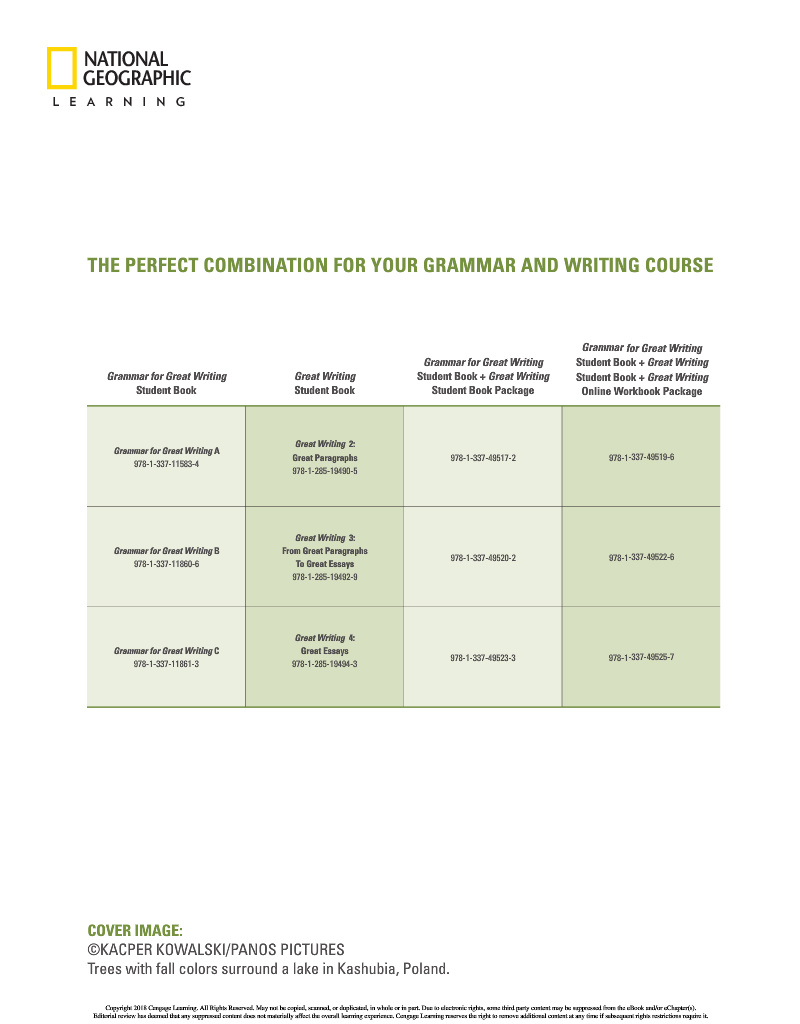 NATIONAL
GEOGRAPHIC
LEARNING
THE PERFECT COMBINATION FOR YOUR GRAMMAR AND WRITING COURSE
Grammar for Great Writing
Student Book
Great Writing
Student Book
Grammar for Great Writing
Student Book + Great Writing
Student Book Package
Grammar for Great Writing
Student Book + Great Writing
Student Book + Great Writing
Online Workbook Package
Grammar for Great Writing A
978-1-337-11583-4
Great Writing 2:
Great Paragraphs
978-1-285-19490-5
978-1-337-49517-2
978-1-337-49519-6
Grammar for Great Writing B
978-1-337-11860-6
Great Writing 3:
From Great Paragraphs
To Great Essays
978-1-285-19492-9
978-1-337-49520-2
978-1-337-49522-6
Grammar for Great Writing C
978-1-337-11861-3
Great Writing 4:
Great Essays
978-1-285-19494-3
978-1-337-49523-3
978-1-337-49525-7
COVER IMAGE:
©KACPER KOWALSKI/PANOS PICTURES
Trees with fall colors surround a lake in Kashubia, Poland.
Copyright 2018 Cengage Learning. All Rights Reserved. May not be copied, scanned, or duplicated, in whole or in part. Due to electronic rights, some third party content may be suppressed from the eBook and/or eChapter(s).
Editorial review has deemed that any suppressed content does not materially affect the overall learning experience. Cengage Learning reserves the right to remove additional content at any time if subsequent rights restrictions require it.